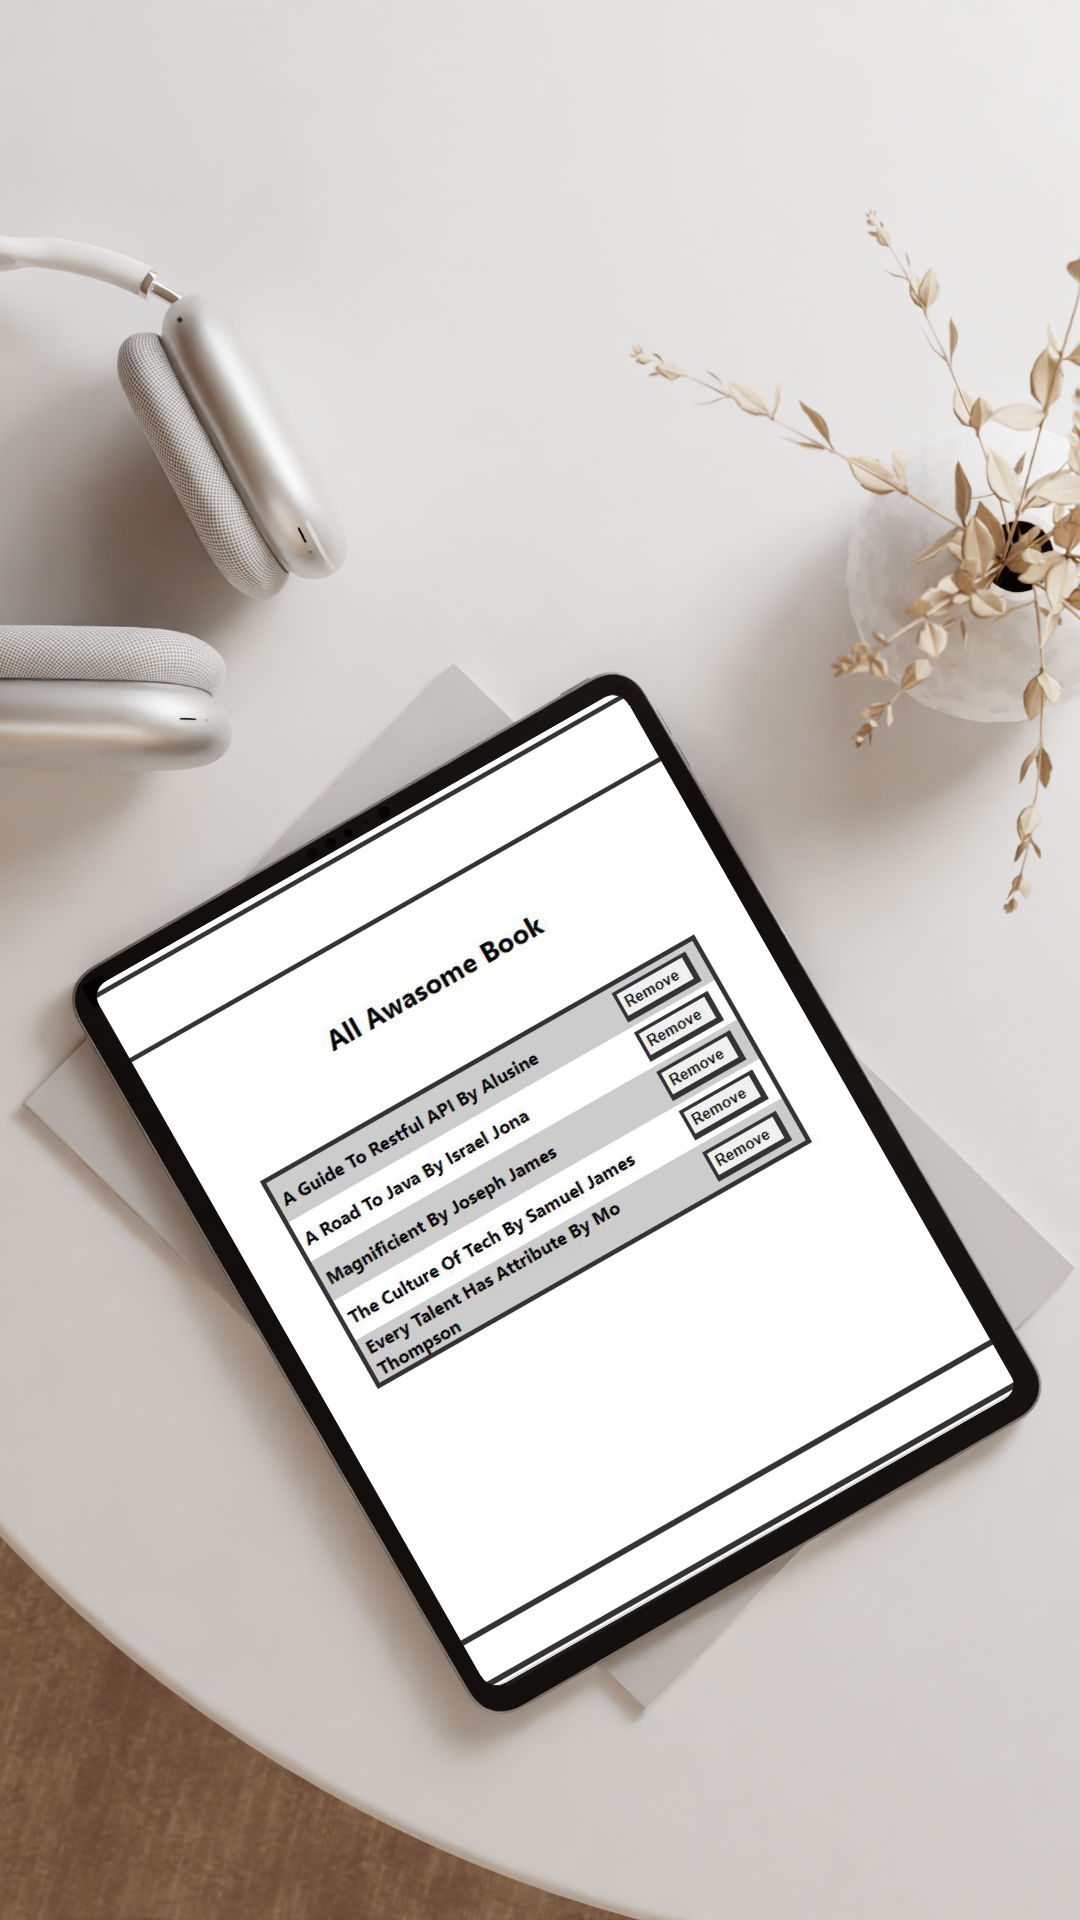 All Awasome Book
A Guide To Restful API By Alusine
Remove
A Road To Java By Israel Jona
Remove
Magnificient By Joseph James
Remove
The Culture Of Tech By Samuel James
Remove
Every Talent Has Attribute By Mo
Thompson
Remove